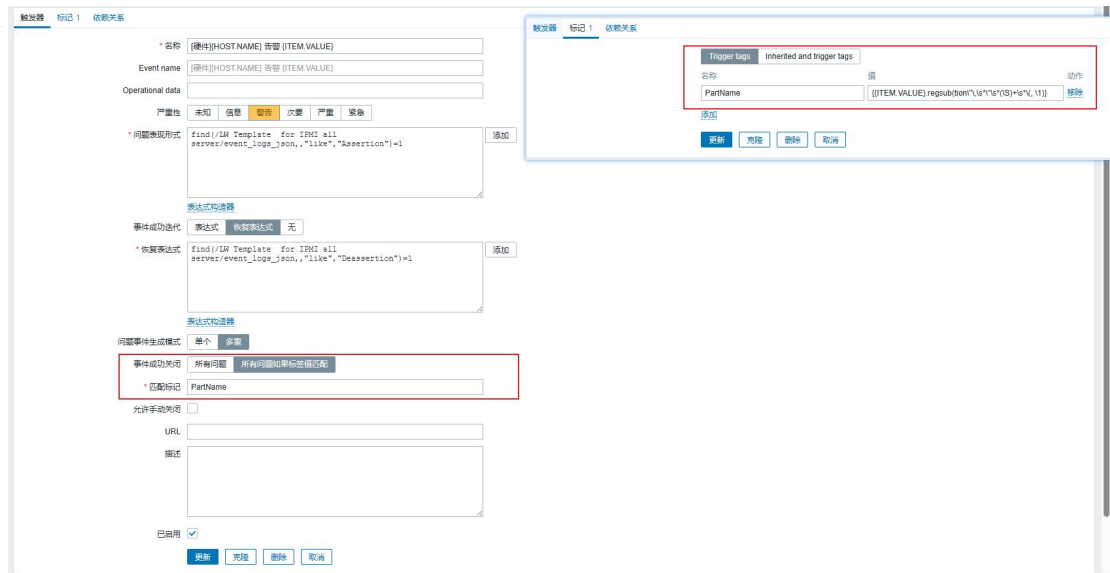 触发器 标记 1 依赖关系
* 名称 [硬件]{HOST.NAME} 告警 {ITEM.VALUE}
Event name [硬件]{HOST.NAME} 告警 {ITEM.VALUE}
Operational data
严重性 未知 信息 警告 次要 严重 紧急
* 问题表现形式 find(/LW Template for IPMI all
server/event_logs_json,,"like","Assertion")=1
添加
表达式构造器
事件成功迭代 表达式 恢复表达式 无
* 恢复表达式 find(/LW Template for IPMI all
server/event_logs_json,,"like","Deassertion")=1
添加
表达式构造器
问题事件生成模式 单个 多重
事件成功关闭 所有问题 所有问题如果标签值匹配
* 匹配标记 PartName
允许手动关闭
URL
描述
已启用
更新 克隆 删除 取消
触发器 标记 1 依赖关系
Trigger tags Inherited and trigger tags
名称 值 动作
PartName {{ITEM.VALUE}.regsub(tion\"\,\s*\"\s*(\S)+\s*\(, \1)} 移除
添加
更新 克隆 删除 取消